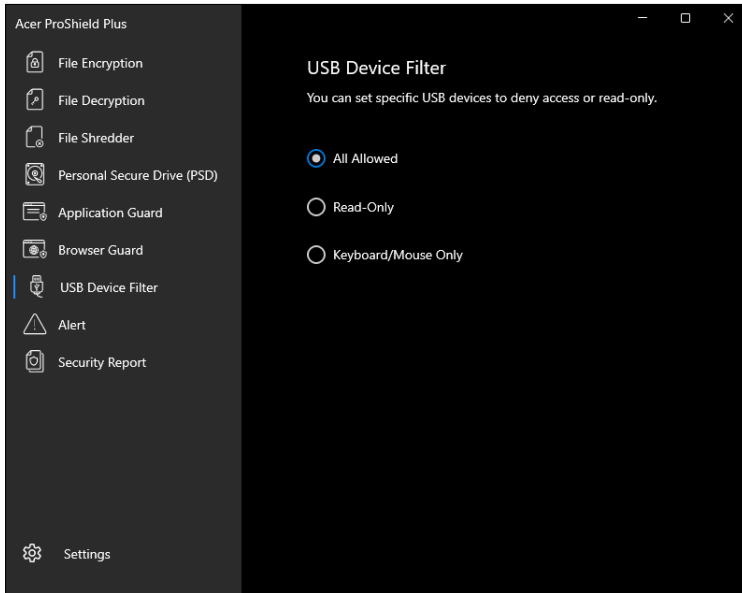 Acer ProShield Plus
File Encryption
File Decryption
File Shredder
Personal Secure Drive (PSD)
Application Guard
Browser Guard
USB Device Filter
Alert
Security Report
Settings
USB Device Filter
You can set specific USB devices to deny access or read-only.
All Allowed
Read-Only
Keyboard/Mouse Only